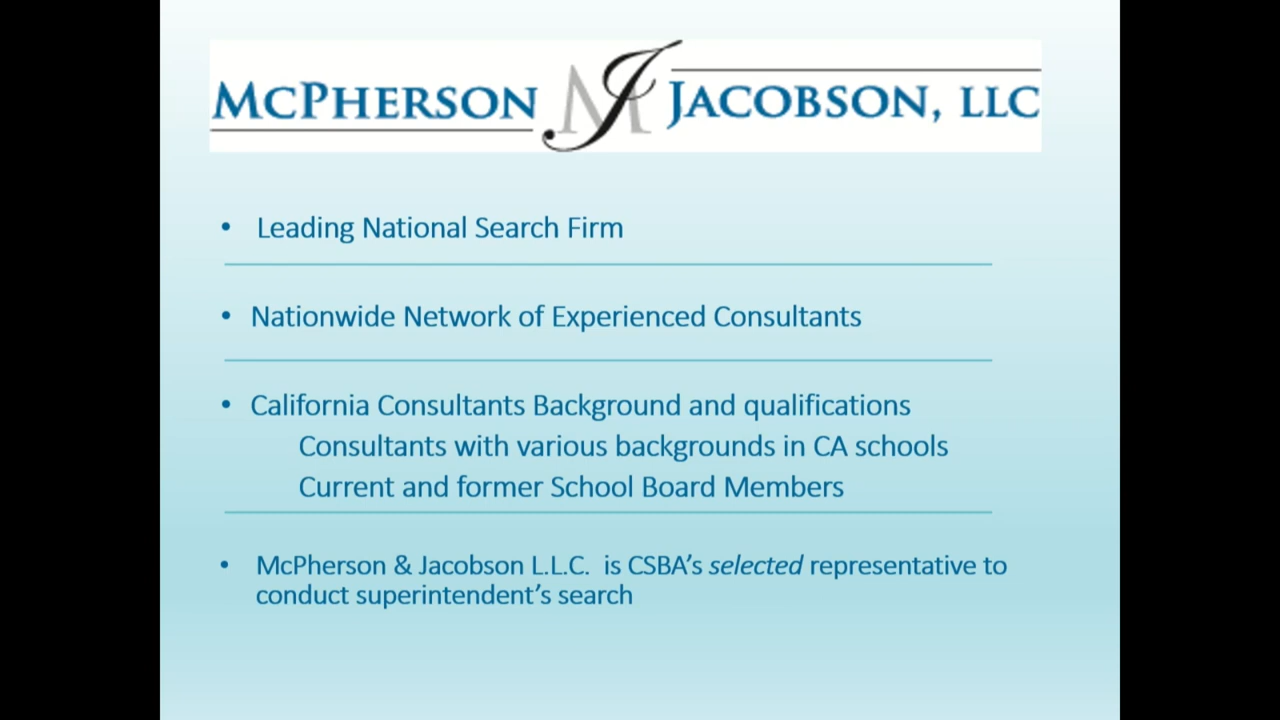 McPherson MJ Jacobson, LLC
• Leading National Search Firm
• Nationwide Network of Experienced Consultants
• California Consultants Background and qualifications
Consultants with various backgrounds in CA schools
Current and former School Board Members
• McPherson & Jacobson L.L.C. is CSBA's selected representative to
conduct superintendent's search